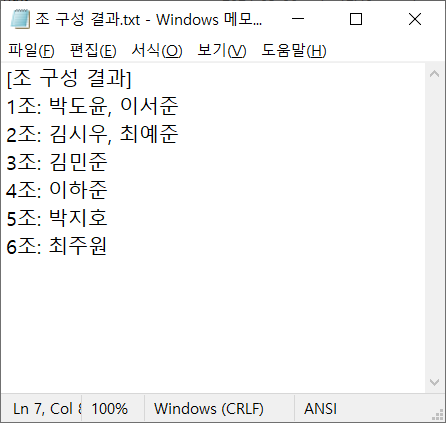 조 구성 결과.txt - Windows 메모...
파일(F) 편집(E) 서식(O) 보기(V) 도움말(H)
[조 구성 결과]
1조: 박도윤, 이서준
2조: 김시우, 최예준
3조: 김민준
4조: 이하준
5조: 박지호
6조: 최주원
Ln 7, Col 8 100% Windows (CRLF) ANSI